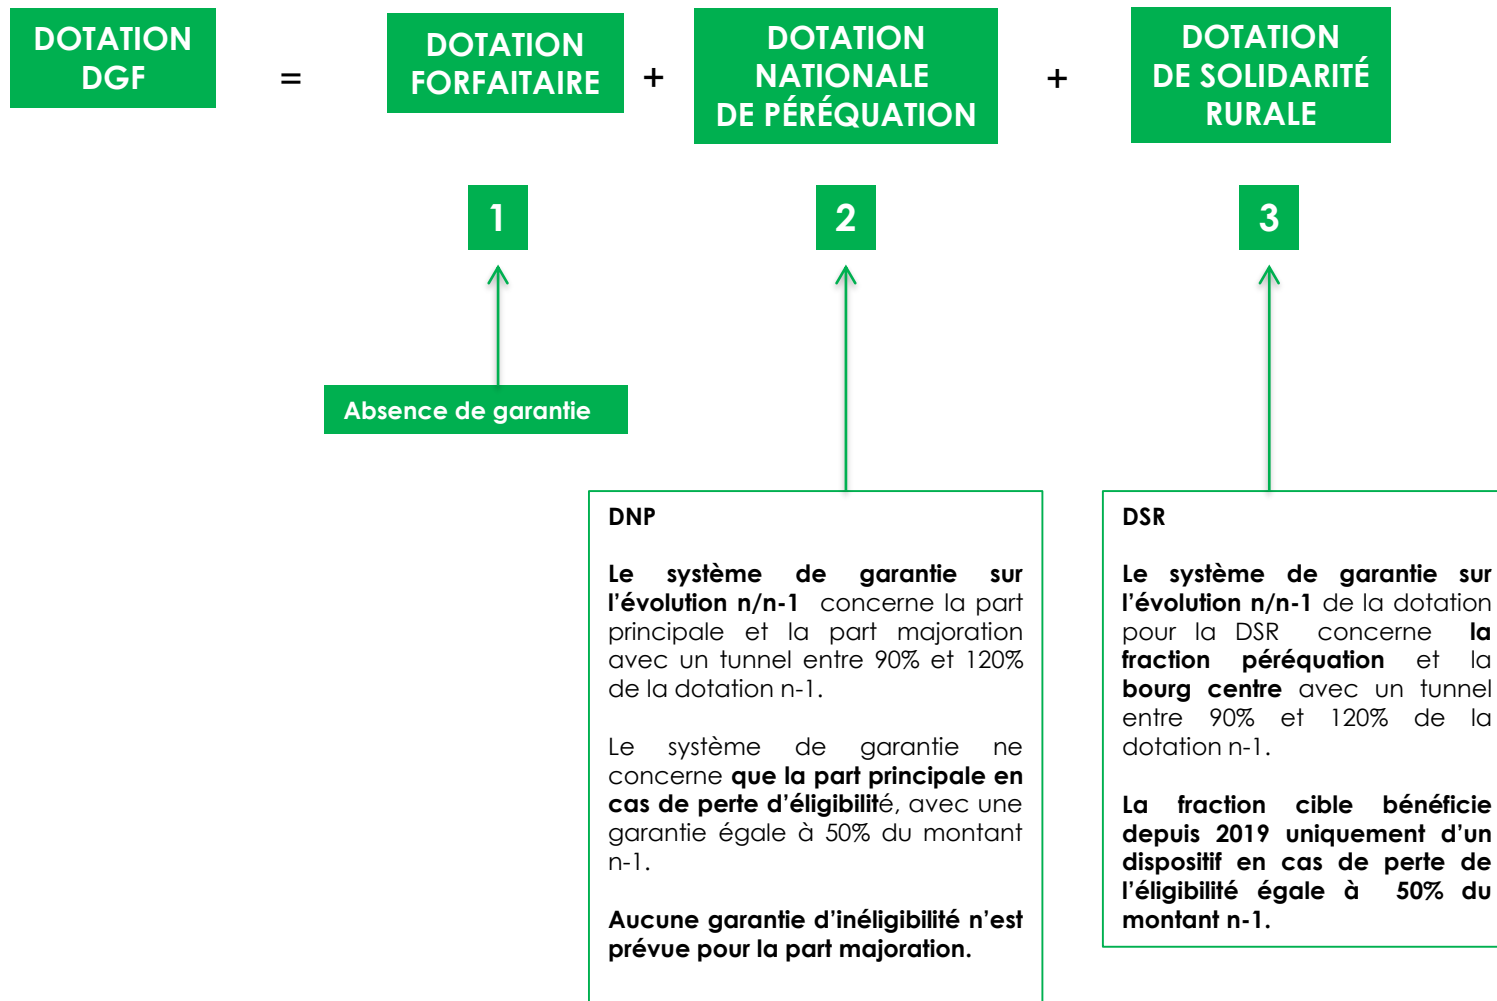 DOTATION
DGF
=
DOTATION
FORFAITAIRE
+
DOTATION
NATIONALE
DE PÉRÉQUATION
+
DOTATION
DE SOLIDARITÉ
RURALE
1
2
3
Absence de garantie
DNP
Le système de garantie sur
l’évolution n/n-1 concerne la part
principale et la part majoration
avec un tunnel entre 90% et 120%
de la dotation n-1.
Le système de garantie ne
concerne que la part principale en
cas de perte d’éligibilité, avec une
garantie égale à 50% du montant
n-1.
Aucune garantie d’inéligibilité n’est
prévue pour la part majoration.
DSR
Le système de garantie sur
l’évolution n/n-1 de la dotation
pour la DSR concerne la
fraction péréquation et la
bourg centre avec un tunnel
entre 90% et 120% de la
dotation n-1.
La fraction cible bénéficie
depuis 2019 uniquement d’un
dispositif en cas de perte de
l’éligibilité égale à 50% du
montant n-1.